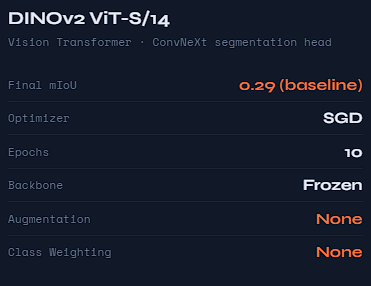 DINOv2 ViT-S/14
Vision Transformer · ConvNeXt segmentation head
Final mIoU 0.29 (baseline)
Optimizer SGD
Epochs 10
Backbone Frozen
Augmentation None
Class Weighting None